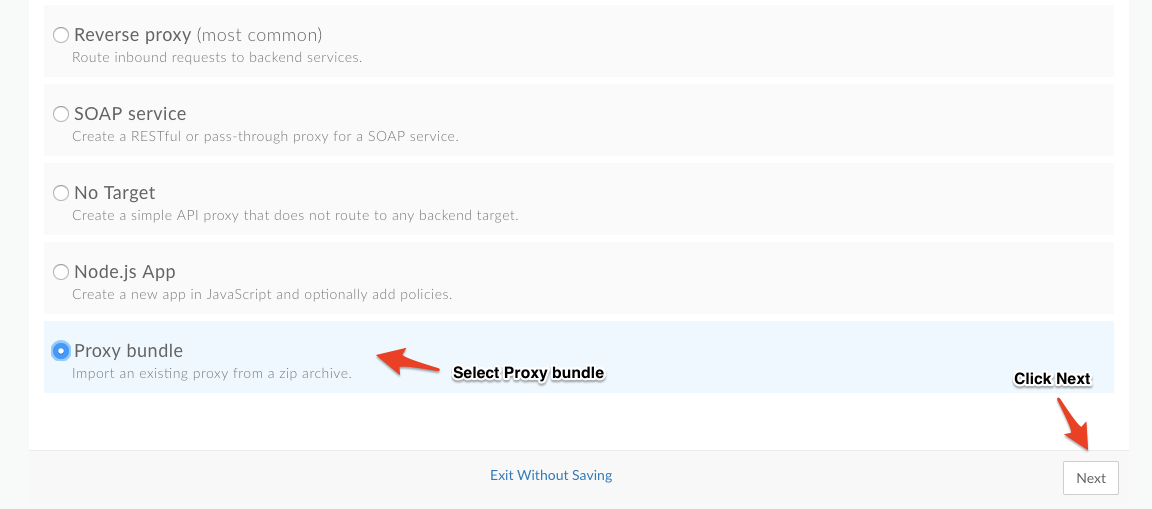 Reverse proxy (most common)
Route inbound requests to backend services.
SOAP service
Create a RESTful or pass-through proxy for a SOAP service.
No Target
Create a simple API proxy that does not route to any backend target.
Node.js App
Create a new app in JavaScript and optionally add policies.
Proxy bundle
Import an existing proxy from a zip archive.
Select Proxy bundle
Click Next
Exit Without Saving
Next